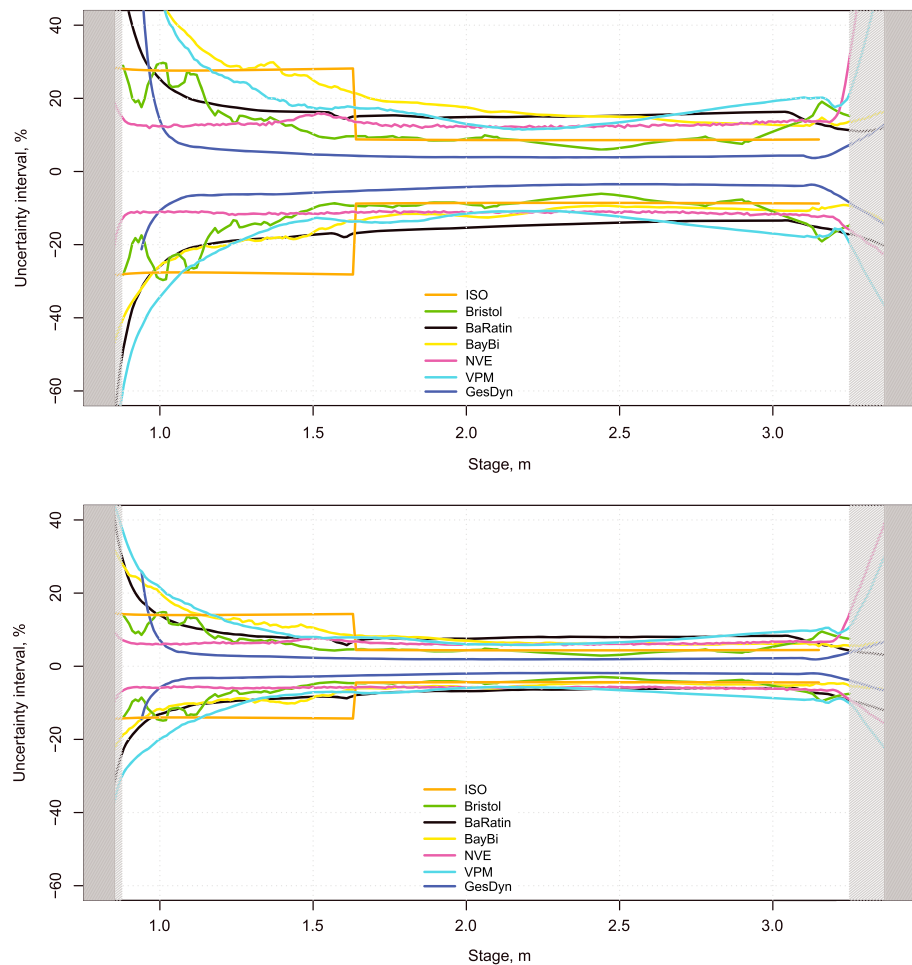 Uncertainty interval, %
40
20
0
−20
−40
−60
ISO
Bristol
BaRatin
BayBi
NVE
VPM
GesDyn
1.0 1.5 2.0 2.5 3.0
Stage, m
Uncertainty interval, %
40
20
0
−20
−40
−60
ISO
Bristol
BaRatin
BayBi
NVE
VPM
GesDyn
1.0 1.5 2.0 2.5 3.0
Stage, m